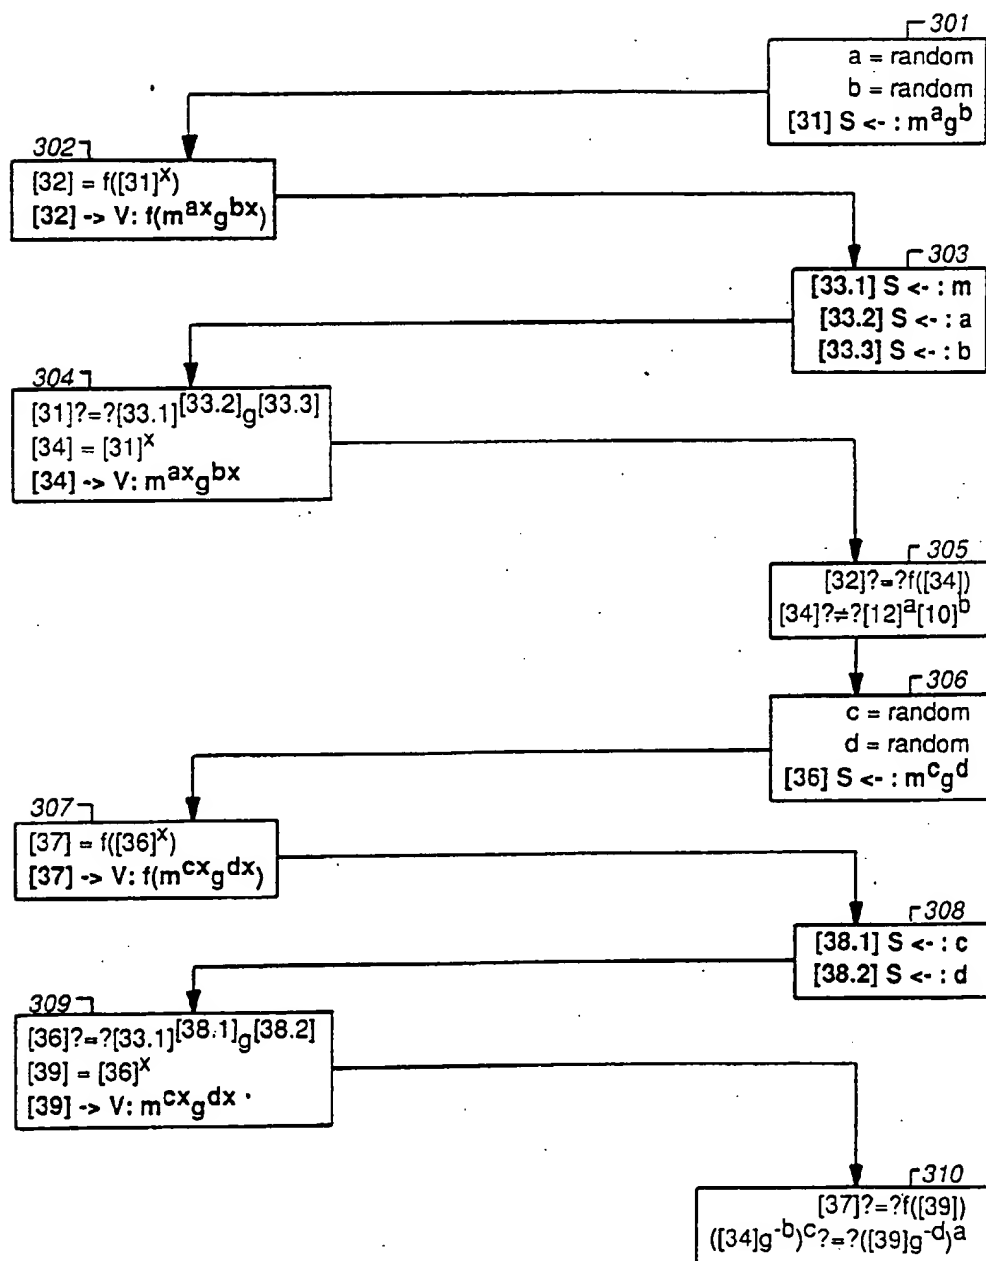 301
a = random
b = random
[31] S <- : m^a g^b
302
[32] = f([31]^x)
[32] -> V: f(m^ax g^bx)
303
[33.1] S <- : m
[33.2] S <- : a
[33.3] S <- : b
304
[31]?=?[33.1]^[33.2] g^[33.3]
[34] = [31]^x
[34] -> V: m^ax g^bx
305
[32]?=?f([34])
[34]?≠?[12]^a[10]^b
306
c = random
d = random
[36] S <- : m^c g^d
307
[37] = f([36]^x)
[37] -> V: f(m^cx g^dx)
308
[38.1] S <- : c
[38.2] S <- : d
309
[36]?=?[33.1]^[38.1] g^[38.2]
[39] = [36]^x
[39] -> V: m^cx g^dx
310
[37]?=?f([39])
([34]g^-b)^c?=?([39]g^-d)^a